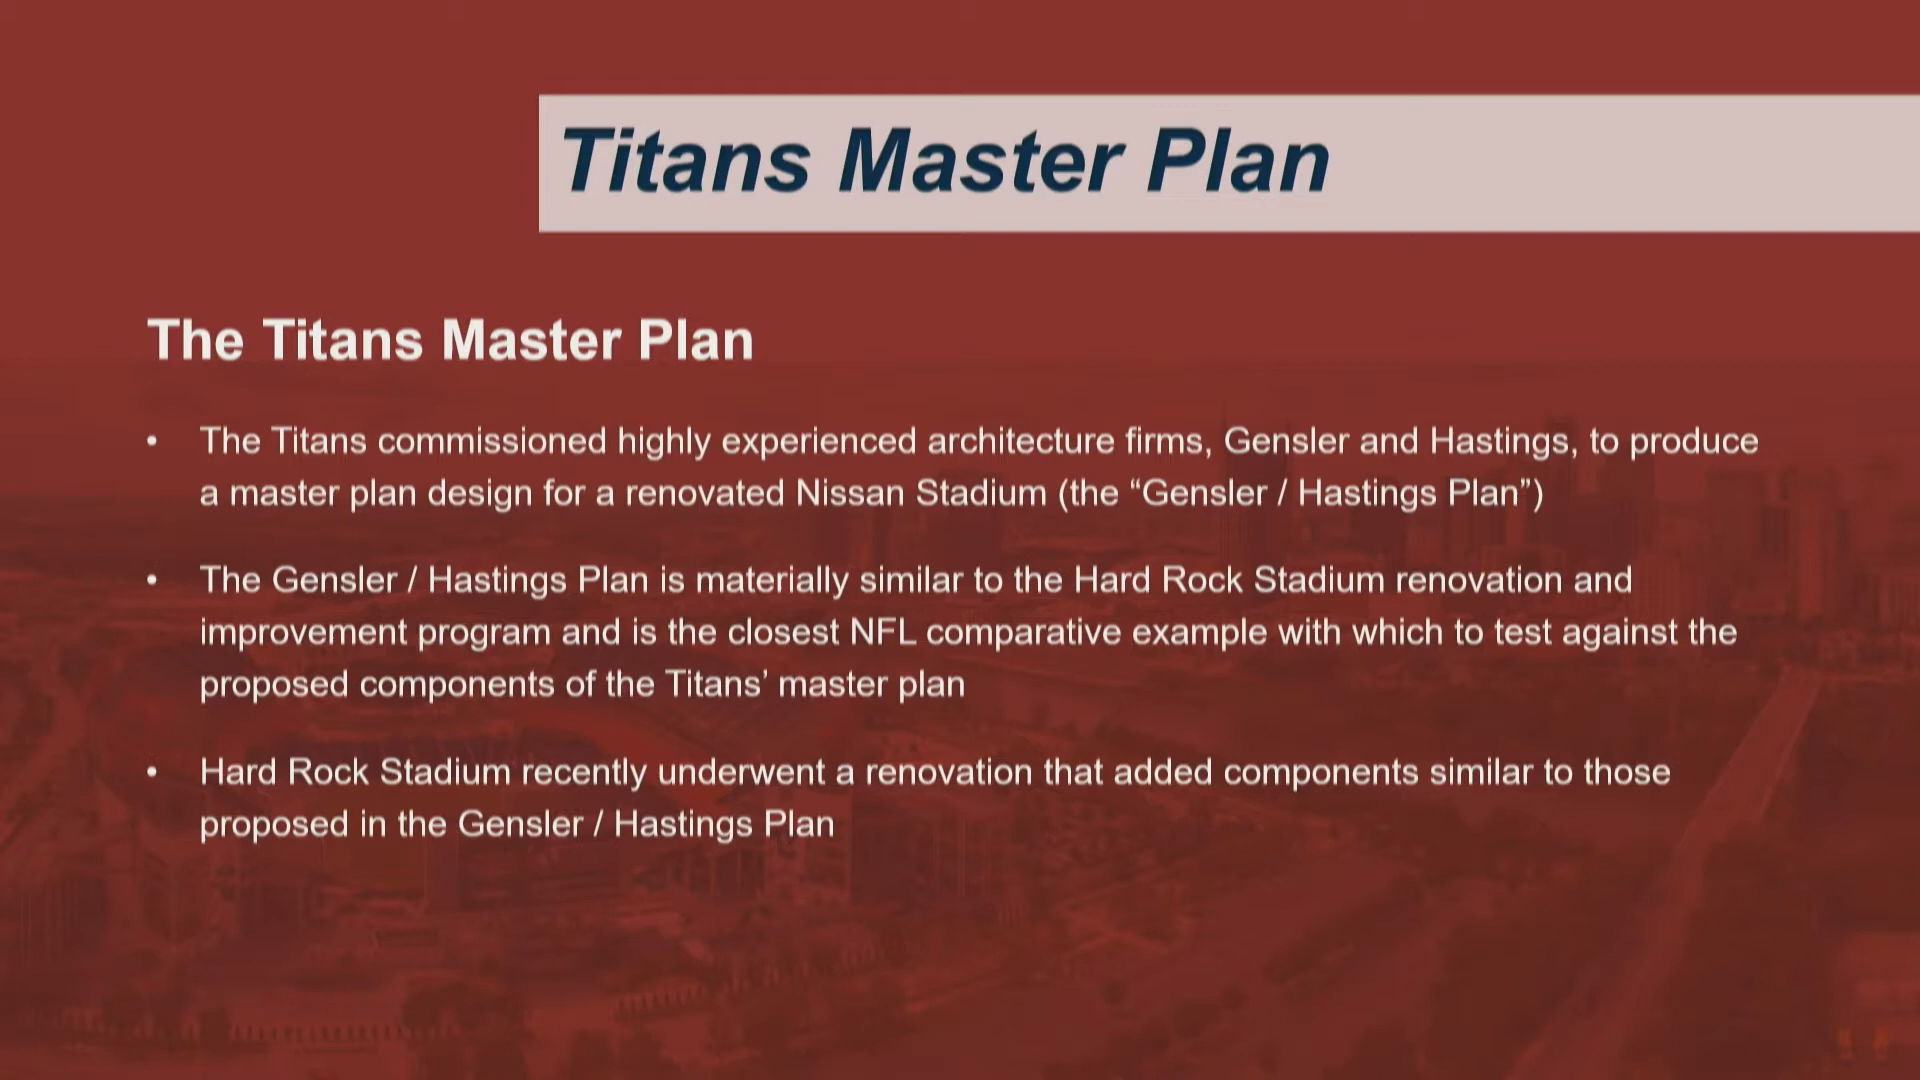 Titans Master Plan
The Titans Master Plan
• The Titans commissioned highly experienced architecture firms, Gensler and Hastings, to produce
a master plan design for a renovated Nissan Stadium (the “Gensler / Hastings Plan”)
• The Gensler / Hastings Plan is materially similar to the Hard Rock Stadium renovation and
improvement program and is the closest NFL comparative example with which to test against the
proposed components of the Titans’ master plan
• Hard Rock Stadium recently underwent a renovation that added components similar to those
proposed in the Gensler / Hastings Plan